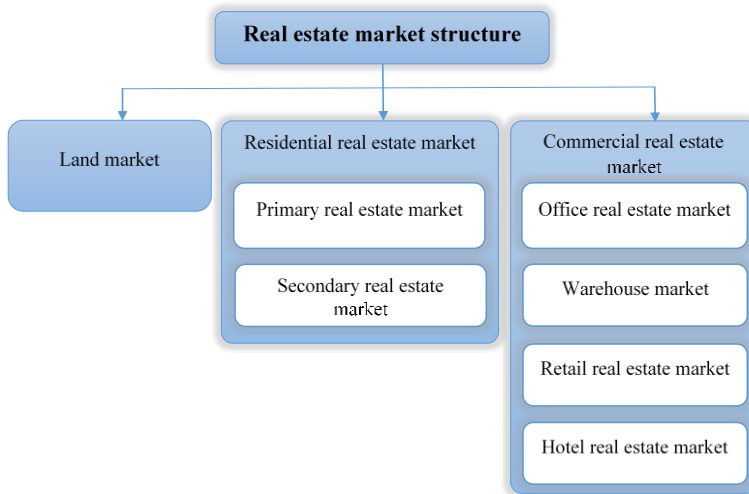 Real estate market structure
Land market
Residential real estate market
Primary real estate market
Secondary real estate
market
Commercial real estate
market
Office real estate market
Warehouse market
Retail real estate market
Hotel real estate market